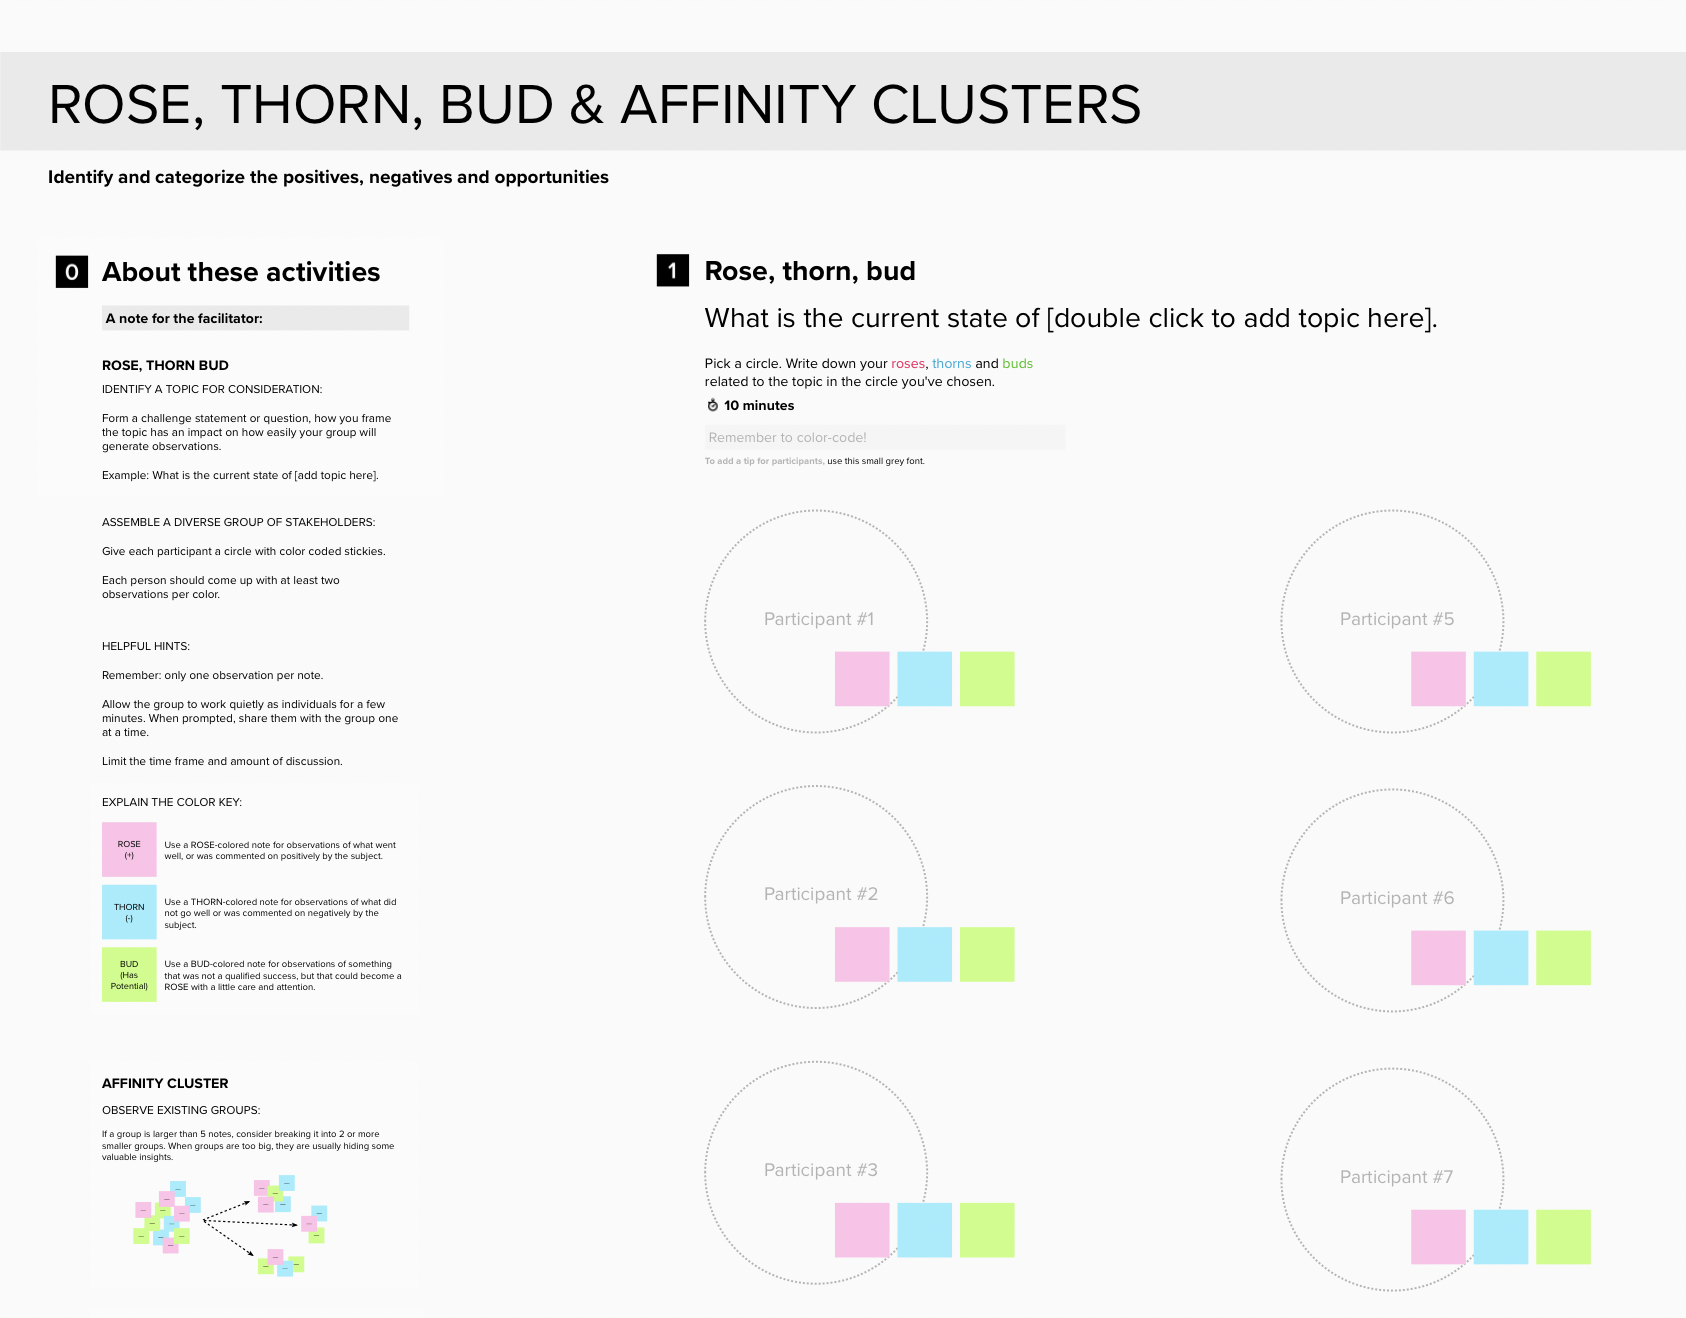 ROSE, THORN, BUD & AFFINITY CLUSTERS
Identify and categorize the positives, negatives and opportunities
0 About these activities
A note for the facilitator:
ROSE, THORN BUD
IDENTIFY A TOPIC FOR CONSIDERATION:
Form a challenge statement or question, how you frame
the topic has an impact on how easily your group will
generate observations.
Example: What is the current state of [add topic here].
ASSEMBLE A DIVERSE GROUP OF STAKEHOLDERS:
Give each participant a circle with color coded stickies.
Each person should come up with at least two
observations per color.
HELPFUL HINTS:
Remember: only one observation per note.
Allow the group to work quietly as individuals for a few
minutes. When prompted, share them with the group one
at a time.
Limit the time frame and amount of discussion.
EXPLAIN THE COLOR KEY:
ROSE
(+)
Use a ROSE-colored note for observations of what went
well, or was commented on positively by the subject.
THORN
(-)
Use a THORN-colored note for observations of what did
not go well or was commented on negatively by the
subject.
BUD
(Has
Potential)
Use a BUD-colored note for observations of something
that was not a qualified success, but that could become a
ROSE with a little care and attention.
AFFINITY CLUSTER
OBSERVE EXISTING GROUPS:
If a group is larger than 5 notes, consider breaking it into 2 or more
smaller groups. When groups are too big, they are usually hiding some
valuable insights.
1 Rose, thorn, bud
What is the current state of [double click to add topic here].
Pick a circle. Write down your roses, thorns and buds
related to the topic in the circle you've chosen.
10 minutes
Remember to color-code!
To add a tip for participants, use this small grey font.
Participant #1
Participant #5
Participant #2
Participant #6
Participant #3
Participant #7